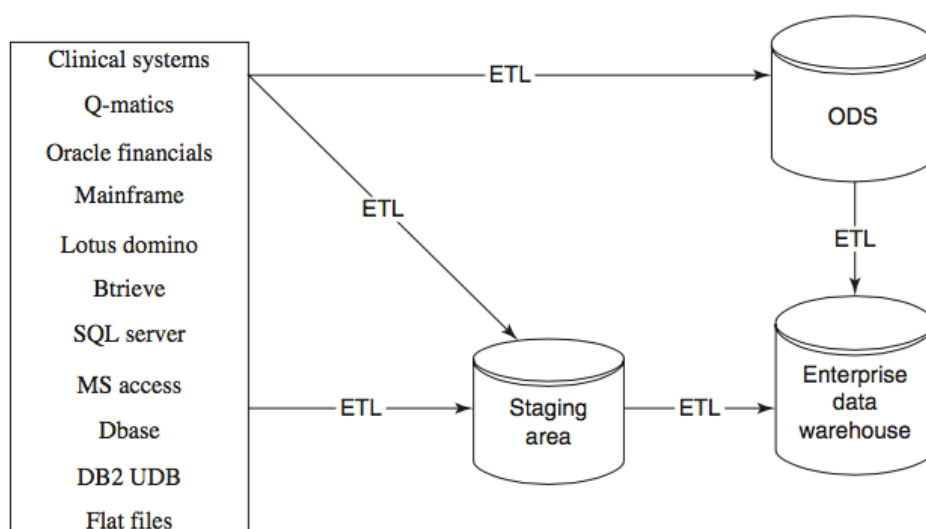 Clinical systems
Q-matics
Oracle financials
Mainframe
Lotus domino
Btrieve
SQL server
MS access
Dbase
DB2 UDB
Flat files
ETL
ODS
ETL
ETL
ETL
Staging
area
ETL
Enterprise
data
warehouse